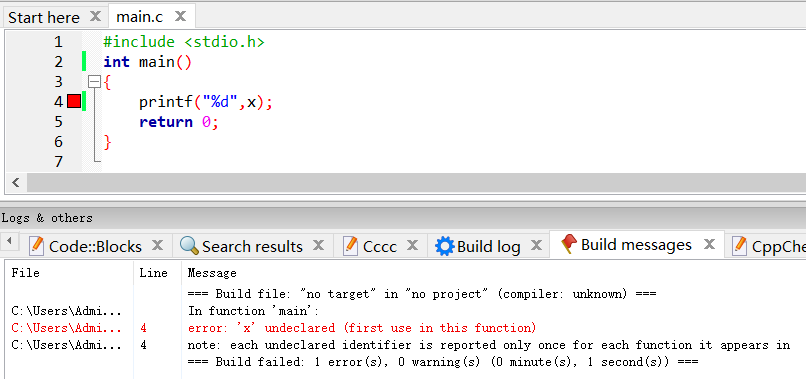 Start here X main.c X
1 #include <stdio.h>
2 int main()
3 {
4 printf("%d",x);
5 return 0;
6 }
7
Logs & others
Code::Blocks X Search results X Cccc X Build log X Build messages X CppChe
File Line Message
=== Build file: "no target" in "no project" (compiler: unknown) ===
C:\Users\Admi... In function 'main':
C:\Users\Admi... 4 error: 'x' undeclared (first use in this function)
C:\Users\Admi... 4 note: each undeclared identifier is reported only once for each function it appears in
=== Build failed: 1 error(s), 0 warning(s) (0 minute(s), 1 second(s)) ===